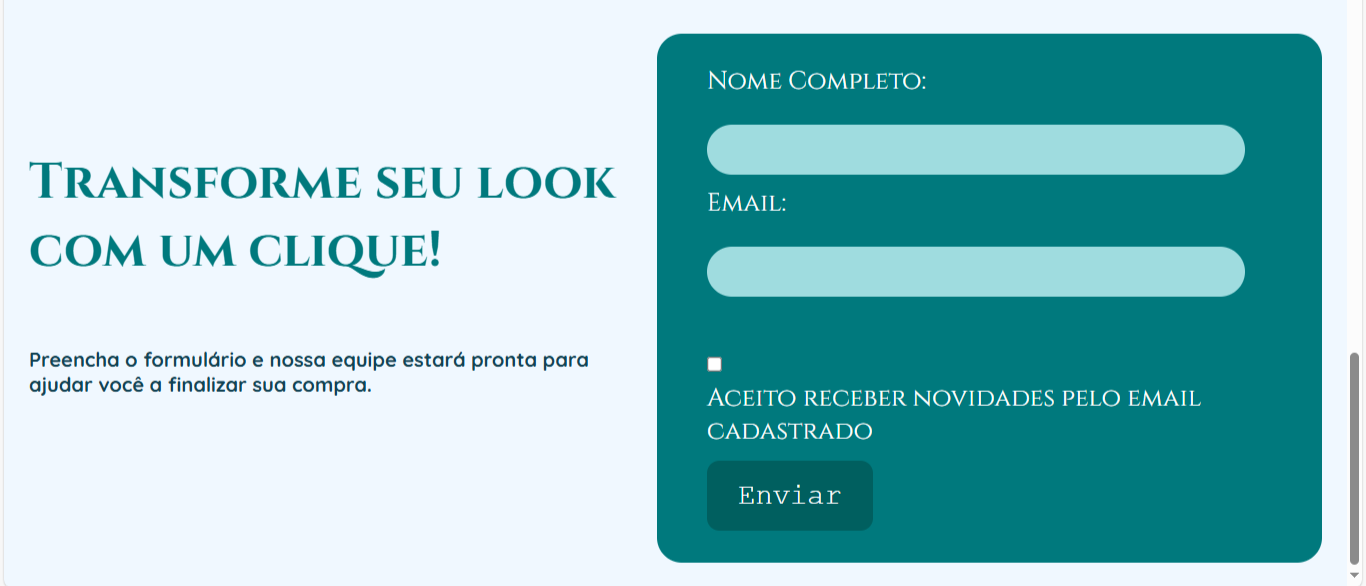 Transforme seu look
com um clique!
Preencha o formulário e nossa equipe estará pronta para
ajudar você a finalizar sua compra.
Nome Completo:
Email:
Aceito receber novidades pelo email
cadastrado
Enviar